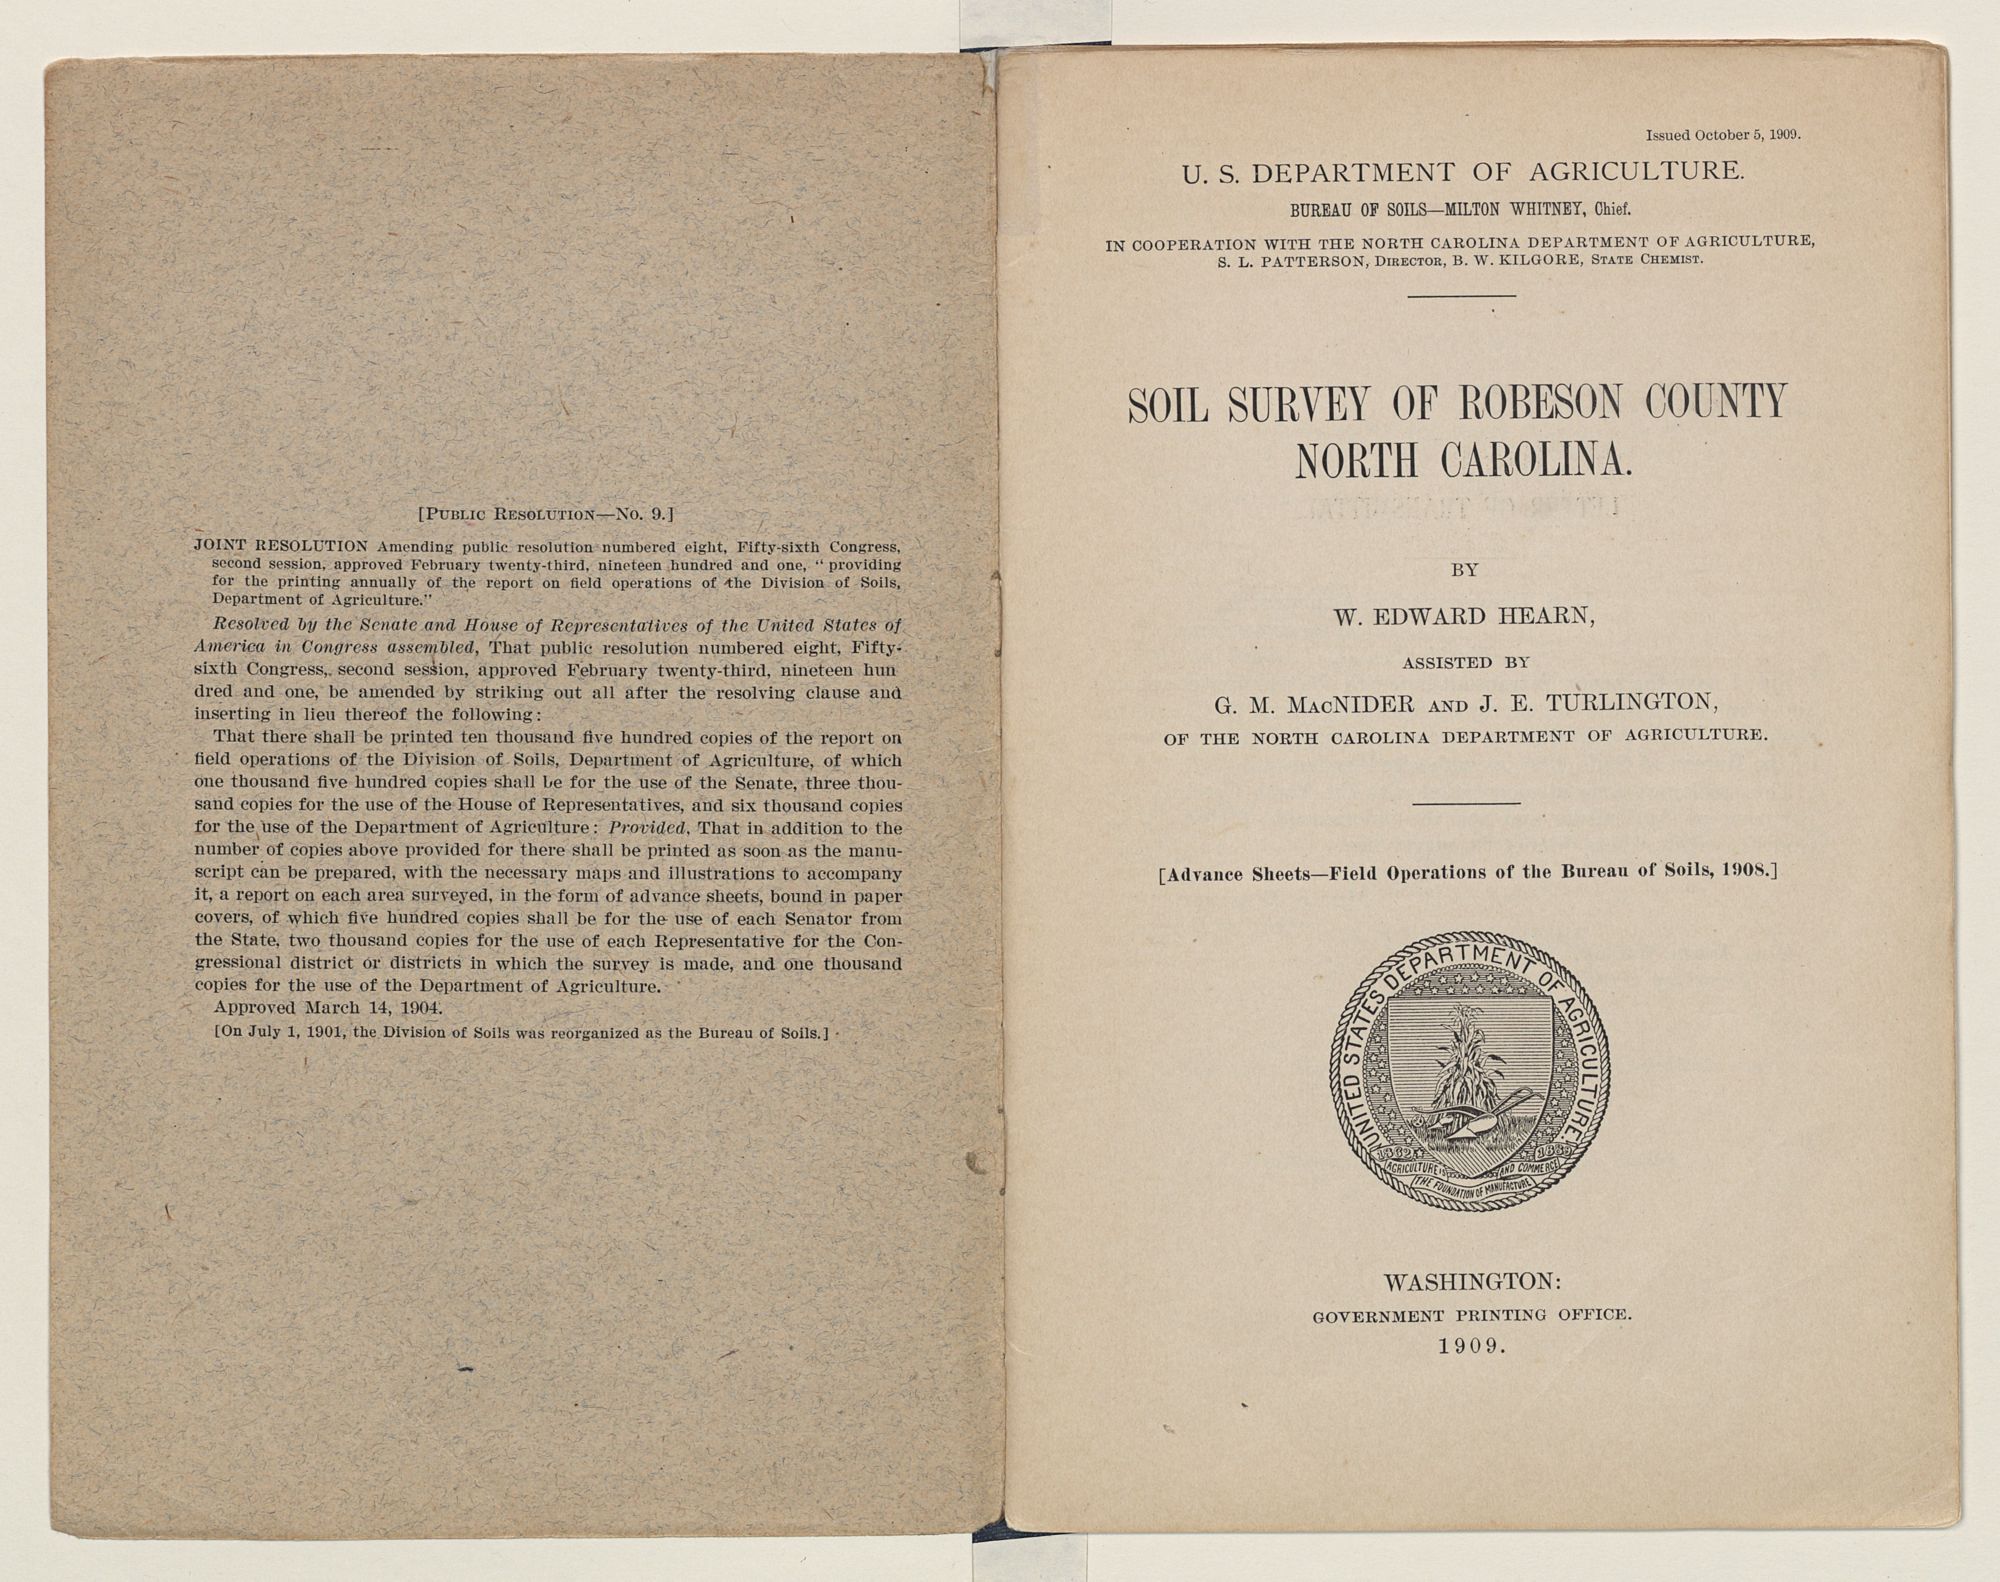 [PUBLIC RESOLUTION—No. 9.]
JOINT RESOLUTION Amending public resolution numbered eight, Fifty-sixth Congress,
second session, approved February twenty-third, nineteen hundred and one, “ providing
for the printing annually of the report on field operations of the Division of Soils,
Department of Agriculture.”
Resolved by the Senate and House of Representatives of the United States of
America in Congress assembled, That public resolution numbered eight, Fifty-
sixth Congress, second session, approved February twenty-third, nineteen hun
dred and one, be amended by striking out all after the resolving clause and
inserting in lieu thereof the following:
That there shall be printed ten thousand five hundred copies of the report on
field operations of the Division of Soils, Department of Agriculture, of which
one thousand five hundred copies shall be for the use of the Senate, three thou-
sand copies for the use of the House of Representatives, and six thousand copies
for the use of the Department of Agriculture: Provided, That in addition to the
number of copies above provided for there shall be printed as soon as the manu-
script can be prepared, with the necessary maps and illustrations to accompany
it, a report on each area surveyed, in the form of advance sheets, bound in paper
covers, of which five hundred copies shall be for the use of each Senator from
the State, two thousand copies for the use of each Representative for the Con-
gressional district or districts in which the survey is made, and one thousand
copies for the use of the Department of Agriculture.
Approved March 14, 1904.
[On July 1, 1901, the Division of Soils was reorganized as the Bureau of Soils.]
Issued October 5, 1909.
U. S. DEPARTMENT OF AGRICULTURE.
BUREAU OF SOILS—MILTON WHITNEY, Chief.
IN COOPERATION WITH THE NORTH CAROLINA DEPARTMENT OF AGRICULTURE,
S. L. PATTERSON, DIRECTOR, B. W. KILGORE, STATE CHEMIST.
SOIL SURVEY OF ROBESON COUNTY
NORTH CAROLINA.
BY
W. EDWARD HEARN,
ASSISTED BY
G. M. MACNIDER AND J. E. TURLINGTON,
OF THE NORTH CAROLINA DEPARTMENT OF AGRICULTURE.
[Advance Sheets—Field Operations of the Bureau of Soils, 1908.]
UNITED STATES DEPARTMENT OF AGRICULTURE.
1862 1889
AGRICULTURE IS THE FOUNDATION OF MANUFACTURE AND COMMERCE
WASHINGTON:
GOVERNMENT PRINTING OFFICE.
1909.